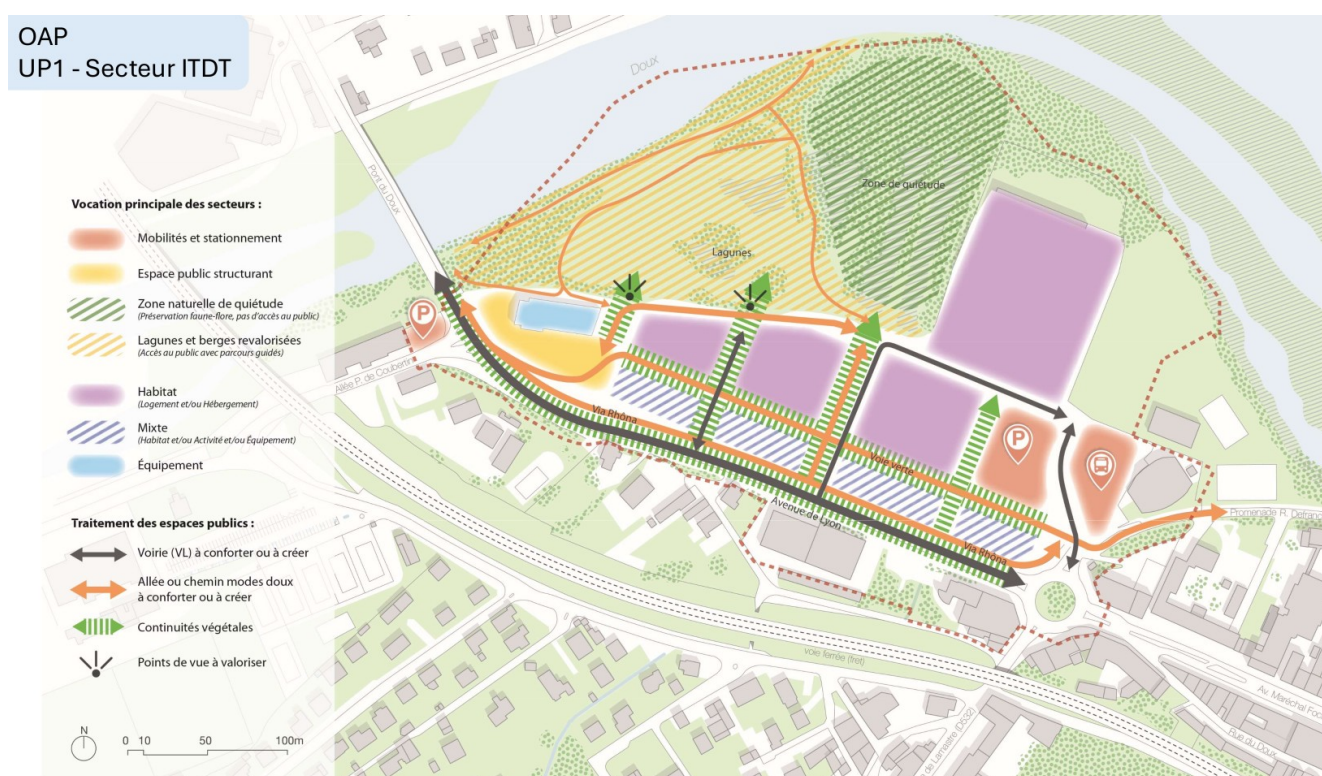 OAP
UP1 - Secteur ITDT
Vocation principale des secteurs :
Mobilités et stationnement
Espace public structurant
Zone naturelle de quiétude
(Préservation faune-flore, pas d'accès au public)
Lagunes et berges revalorisées
(Accès au public avec parcours guidés)
Habitat
(Logement et/ou Hébergement)
Mixte
(Habitat et/ou Activité et/ou Équipement)
Équipement
Traitement des espaces publics :
Voirie (VL) à conforter ou à créer
Allée ou chemin modes doux
à conforter ou à créer
Continuités végétales
Points de vue à valoriser
N
0 10 50 100m
Doux
Pont du Doux
Zone de quiétude
Lagunes
P
Allée P. de Coubertin
Via Rhôna
Voie verte
P
Avenue de Lyon
Via Rhôna
Promenade R. Defrance
voie ferrée (fret)
Av. Maréchal Foch
Rue du Doux
de Lamastre (D532)